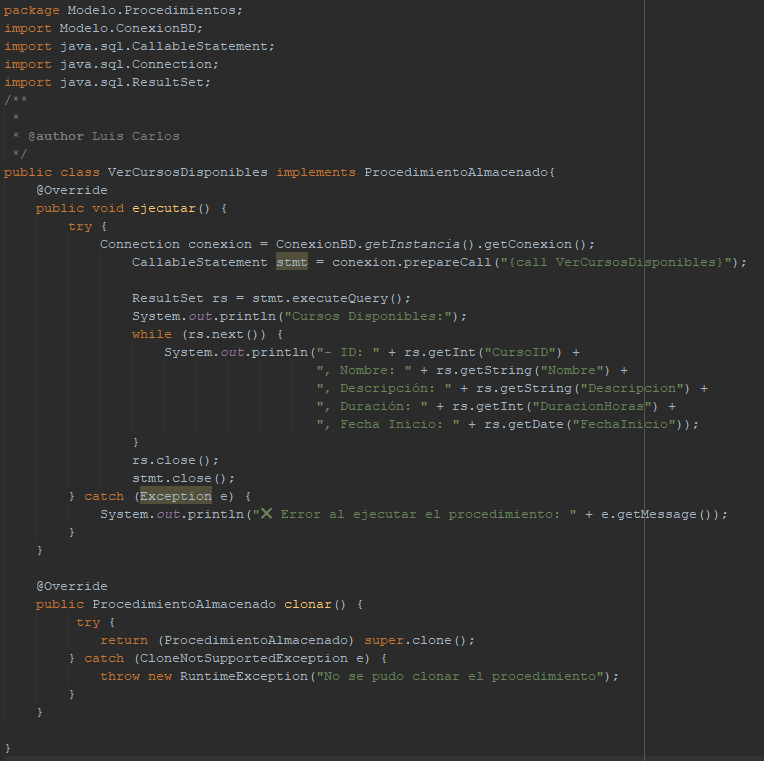 package Modelo.Procedimientos;
import Modelo.ConexionBD;
import java.sql.CallableStatement;
import java.sql.Connection;
import java.sql.ResultSet;
/**
 *
 * @author Luis Carlos
 */
public class VerCursosDisponibles implements ProcedimientoAlmacenado{
    @Override
    public void ejecutar() {
        try {
            Connection conexion = ConexionBD.getInstancia().getConexion();
                CallableStatement stmt = conexion.prepareCall("{call VerCursosDisponibles}");

                ResultSet rs = stmt.executeQuery();
                System.out.println("Cursos Disponibles:");
                while (rs.next()) {
                    System.out.println("- ID: " + rs.getInt("CursoID") +
                                       ", Nombre: " + rs.getString("Nombre") +
                                       ", Descripción: " + rs.getString("Descripcion") +
                                       ", Duración: " + rs.getInt("DuracionHoras") +
                                       ", Fecha Inicio: " + rs.getDate("FechaInicio"));
                }
                rs.close();
                stmt.close();
        } catch (Exception e) {
            System.out.println("❌ Error al ejecutar el procedimiento: " + e.getMessage());
        }
    }

    @Override
    public ProcedimientoAlmacenado clonar() {
         try {
            return (ProcedimientoAlmacenado) super.clone();
        } catch (CloneNotSupportedException e) {
            throw new RuntimeException("No se pudo clonar el procedimiento");
        }
    }

}